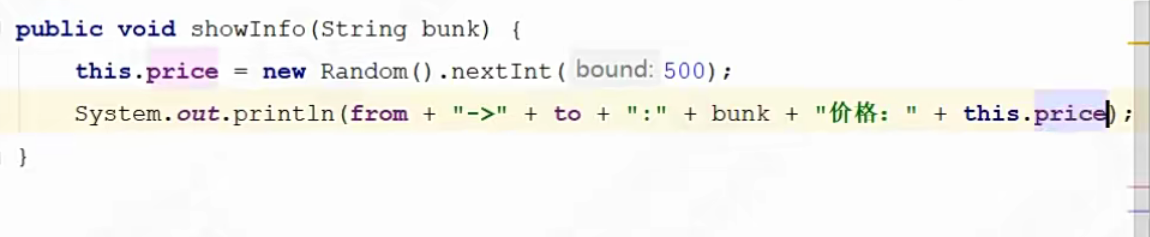 public void showInfo(String bunk) {
this.price = new Random().nextInt( bound: 500);
System.out.println(from + "->" + to + ":" + bunk + "价格：" + this.price);
}